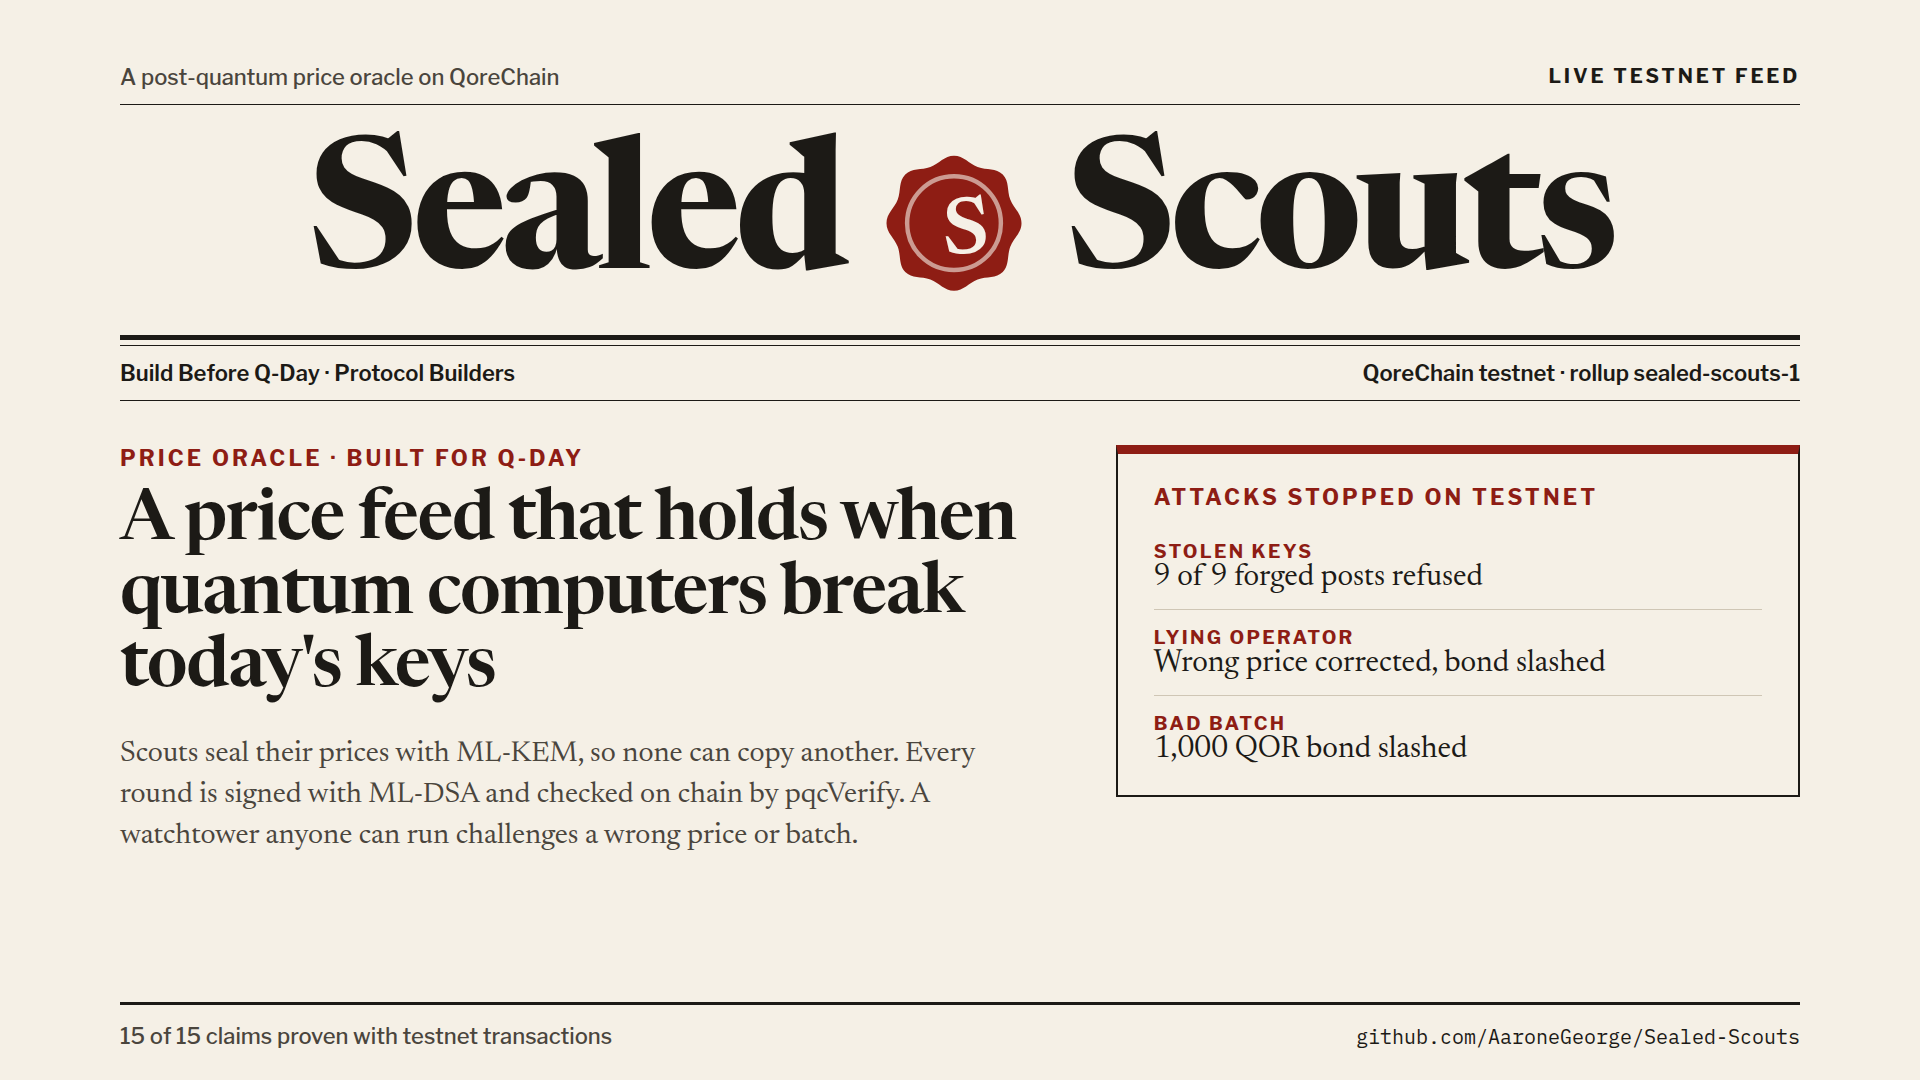 A post-quantum price oracle on QoreChain
LIVE TESTNET FEED
Sealed S Scouts
Build Before Q-Day · Protocol Builders
QoreChain testnet · rollup sealed-scouts-1
PRICE ORACLE · BUILT FOR Q-DAY
A price feed that holds when
quantum computers break
today's keys
Scouts seal their prices with ML-KEM, so none can copy another. Every
round is signed with ML-DSA and checked on chain by pqcVerify. A
watchtower anyone can run challenges a wrong price or batch.
ATTACKS STOPPED ON TESTNET
STOLEN KEYS
9 of 9 forged posts refused
LYING OPERATOR
Wrong price corrected, bond slashed
BAD BATCH
1,000 QOR bond slashed
15 of 15 claims proven with testnet transactions
github.com/AaroneGeorge/Sealed-Scouts